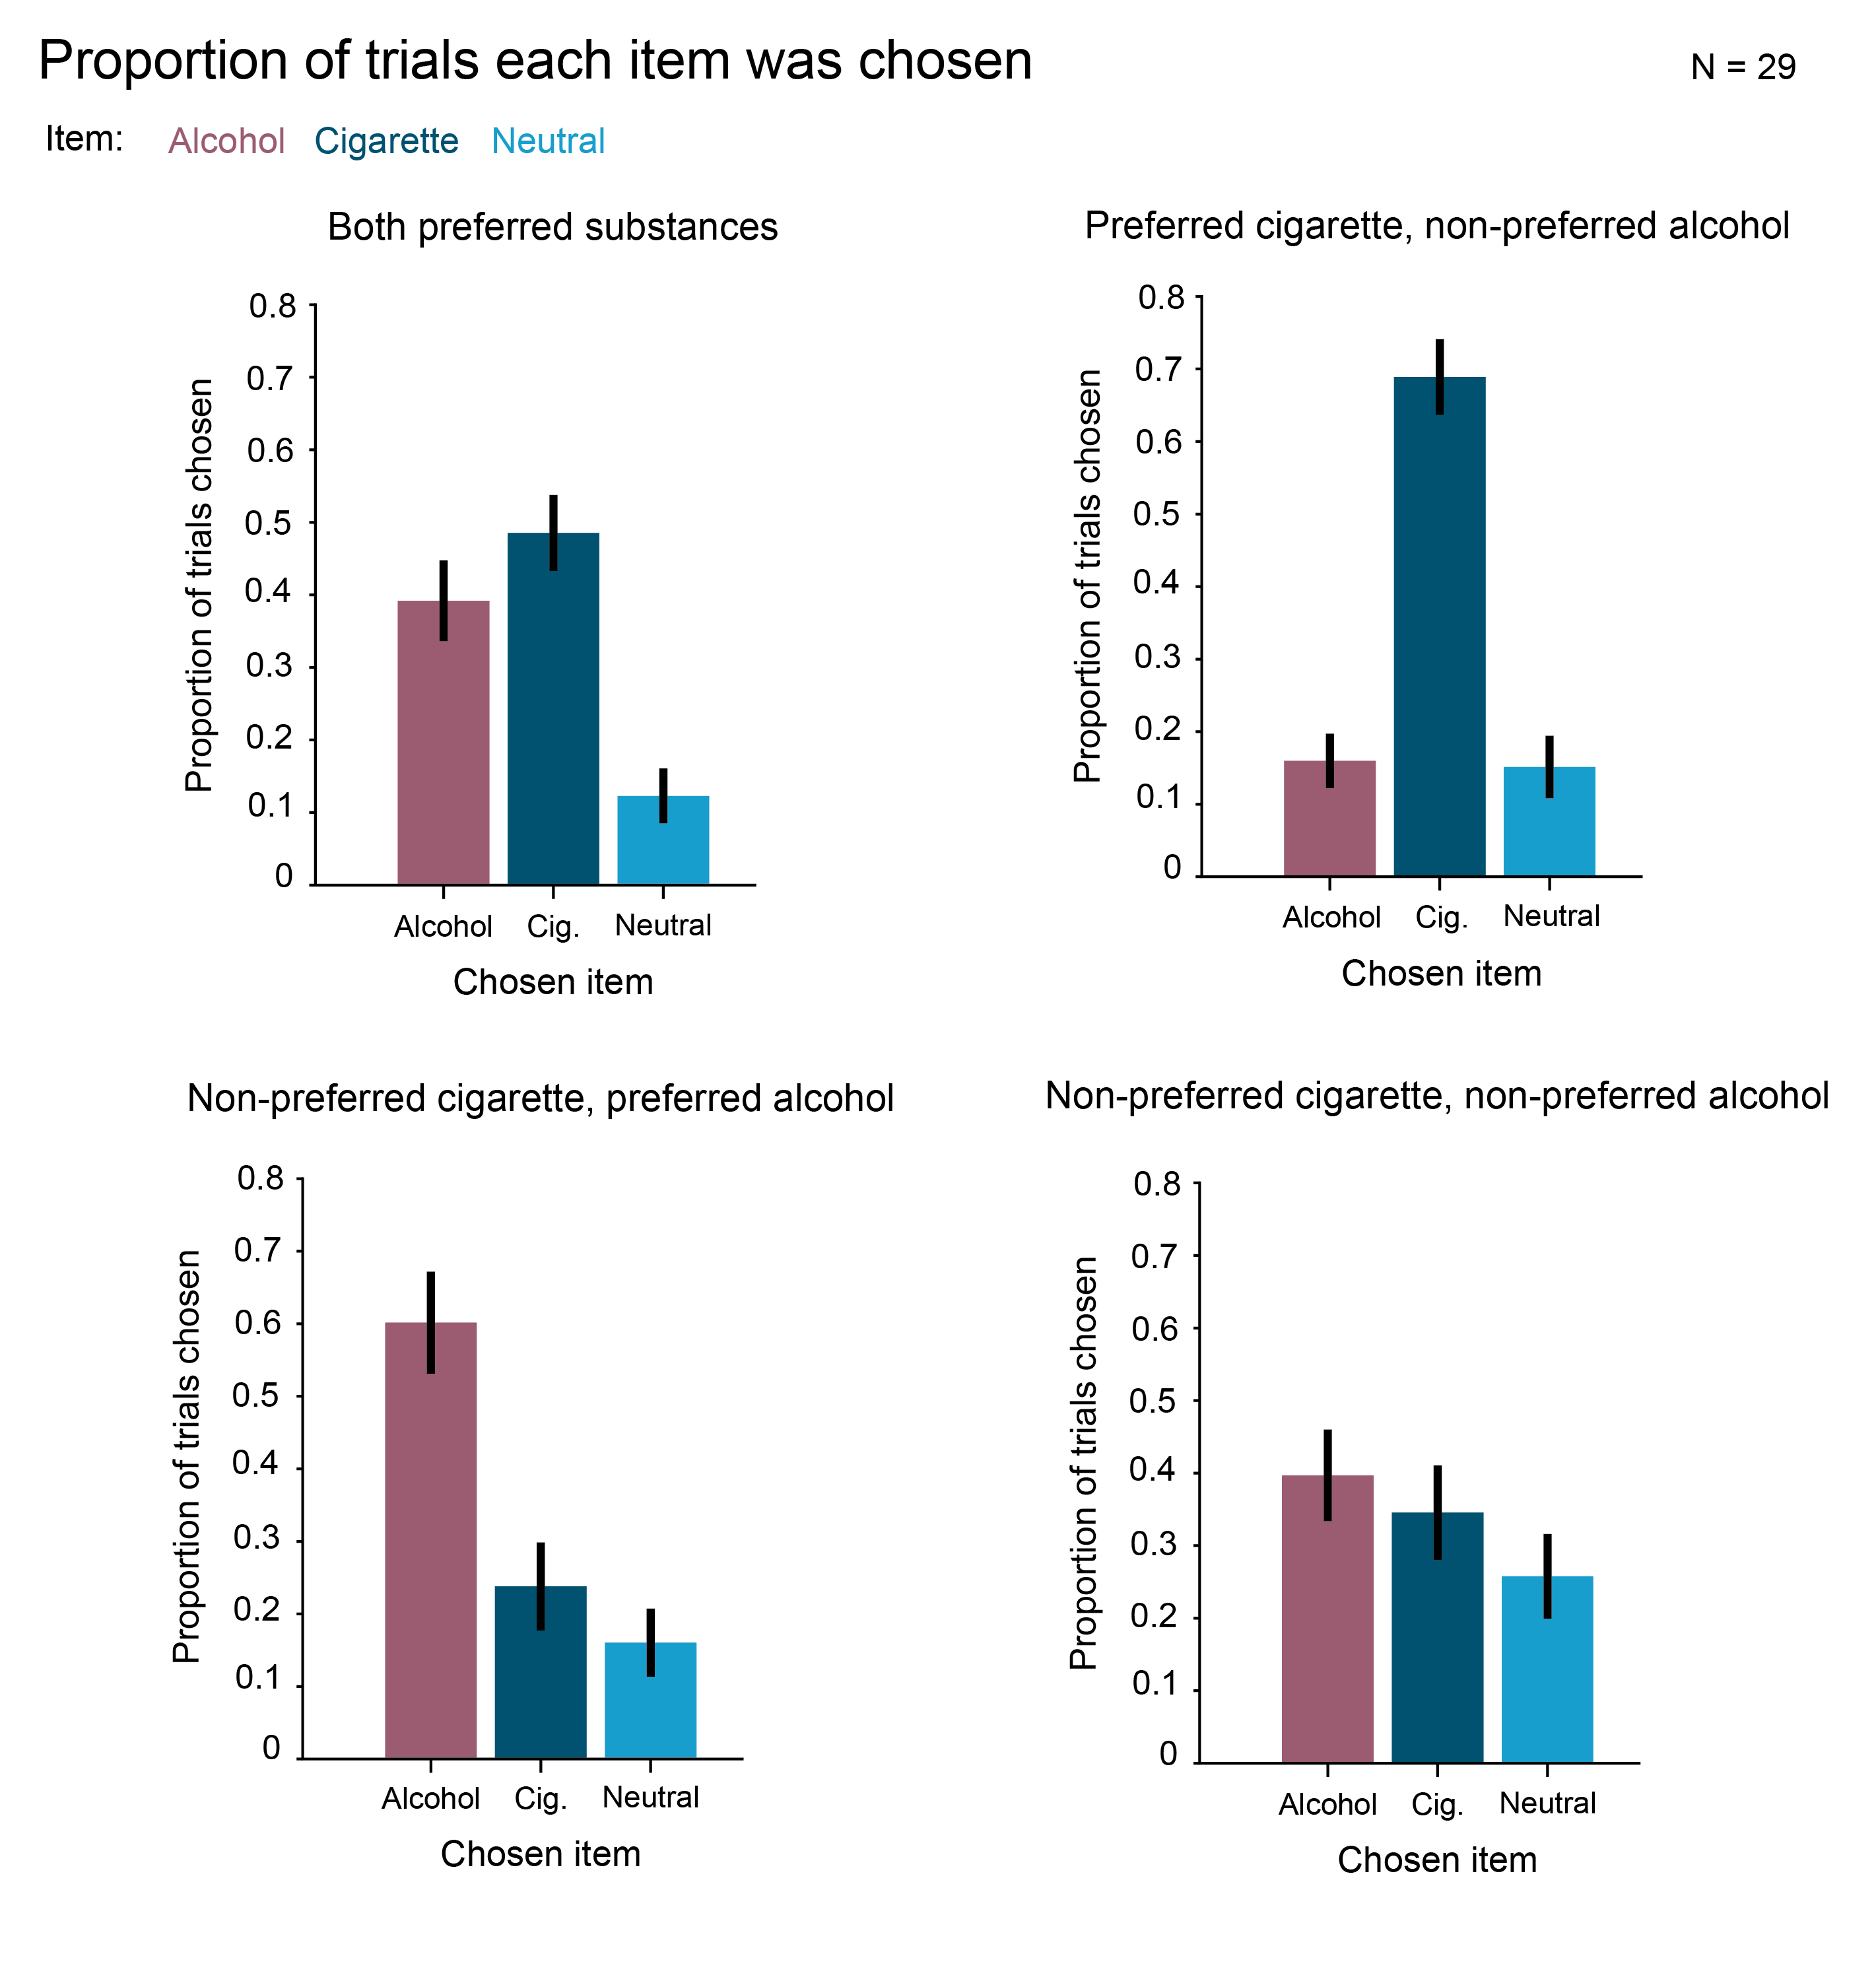 Proportion of trials each item was chosen
N = 29
Item: Alcohol Cigarette Neutral
Both preferred substances
0.8
0.7
0.6
0.5
0.4
0.3
0.2
0.1
0
Proportion of trials chosen
Alcohol Cig. Neutral
Chosen item
Preferred cigarette, non-preferred alcohol
0.8
0.7
0.6
0.5
0.4
0.3
0.2
0.1
0
Proportion of trials chosen
Alcohol Cig. Neutral
Chosen item
Non-preferred cigarette, preferred alcohol
0.8
0.7
0.6
0.5
0.4
0.3
0.2
0.1
0
Proportion of trials chosen
Alcohol Cig. Neutral
Chosen item
Non-preferred cigarette, non-preferred alcohol
0.8
0.7
0.6
0.5
0.4
0.3
0.2
0.1
0
Proportion of trials chosen
Alcohol Cig. Neutral
Chosen item